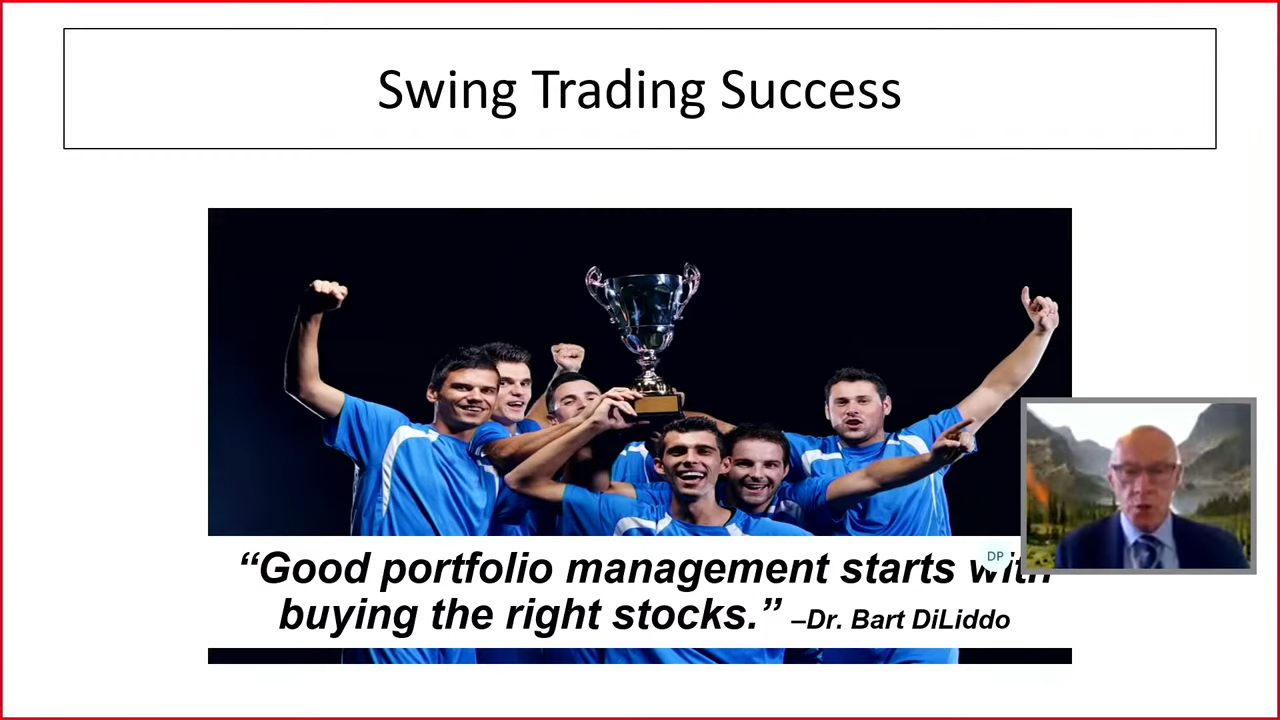 Swing Trading Success
“Good portfolio management starts with
buying the right stocks.” –Dr. Bart DiLiddo
DP